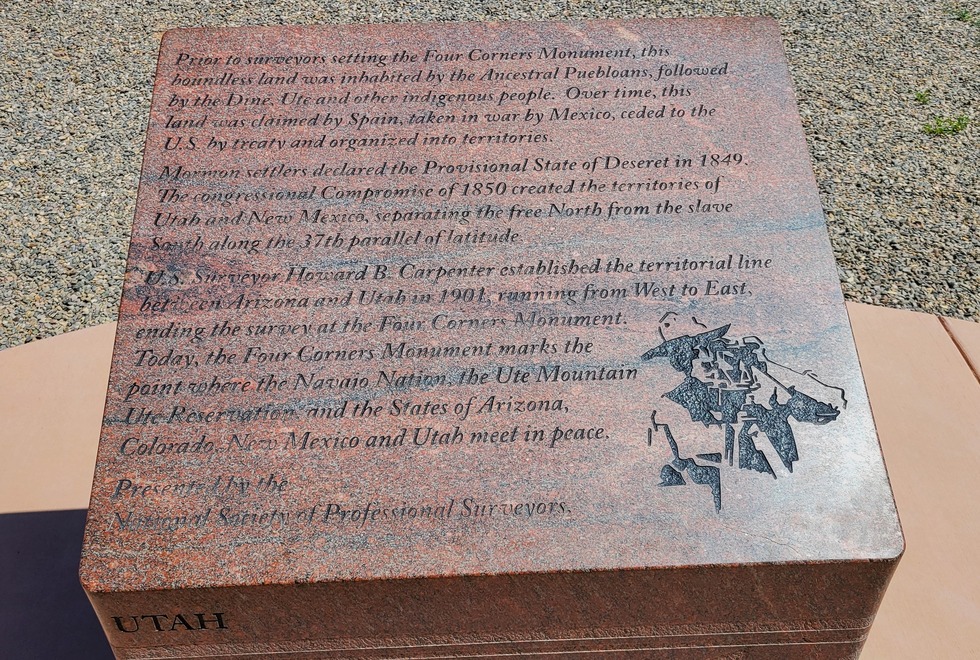 Prior to surveyors setting the Four Corners Monument, this
boundless land was inhabited by the Ancestral Puebloans, followed
by the Dine, Ute and other indigenous people. Over time, this
land was claimed by Spain, taken in war by Mexico, ceded to the
U.S. by treaty and organized into territories.
Mormon settlers declared the Provisional State of Deseret in 1849.
The congressional Compromise of 1850 created the territories of
Utah and New Mexico, separating the free North from the slave
South along the 37th parallel of latitude.
U.S. Surveyor Howard B. Carpenter established the territorial line
between Arizona and Utah in 1901, running from West to East,
ending the survey at the Four Corners Monument.
Today, the Four Corners Monument marks the
point where the Navajo Nation, the Ute Mountain
Ute Reservation, and the States of Arizona,
Colorado, New Mexico and Utah meet in peace.
Presented by the
National Society of Professional Surveyors.
UTAH